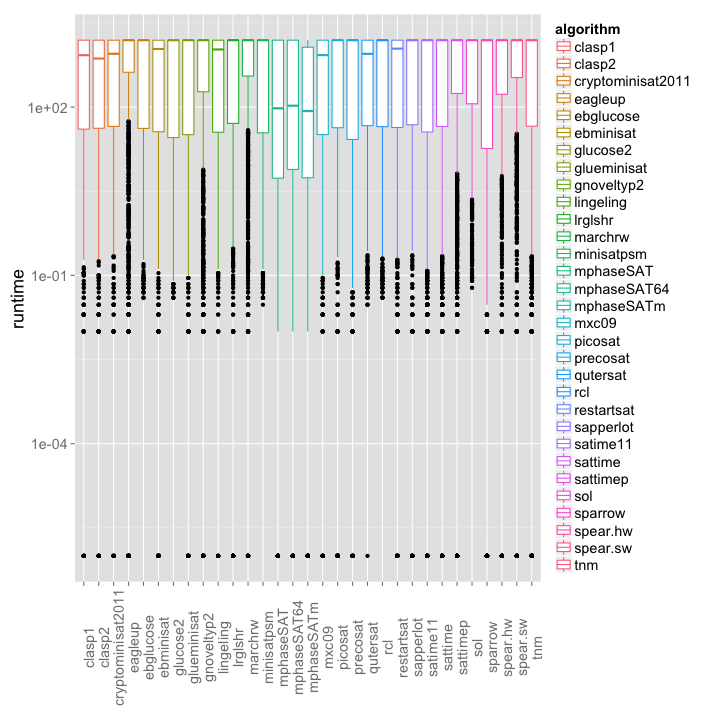 algorithm
clasp1
clasp2
cryptominisat2011
eagleup
ebglucose
ebminisat
glucose2
glueminisat
gnoveltyp2
lingeling
lrglshr
marchrw
minisatpsm
mphaseSAT
mphaseSAT64
mphaseSATm
mxc09
picosat
precosat
qutersat
rcl
restartsat
sapperlot
satime11
sattime
sattimep
sol
sparrow
spear.hw
spear.sw
tnm
runtime
1e+02
1e-01
1e-04
clasp1
clasp2
cryptominisat2011
eagleup
ebglucose
ebminisat
glucose2
glueminisat
gnoveltyp2
lingeling
lrglshr
marchrw
minisatpsm
mphaseSAT
mphaseSAT64
mphaseSATm
mxc09
picosat
precosat
qutersat
rcl
restartsat
sapperlot
satime11
sattime
sattimep
sol
sparrow
spear.hw
spear.sw
tnm